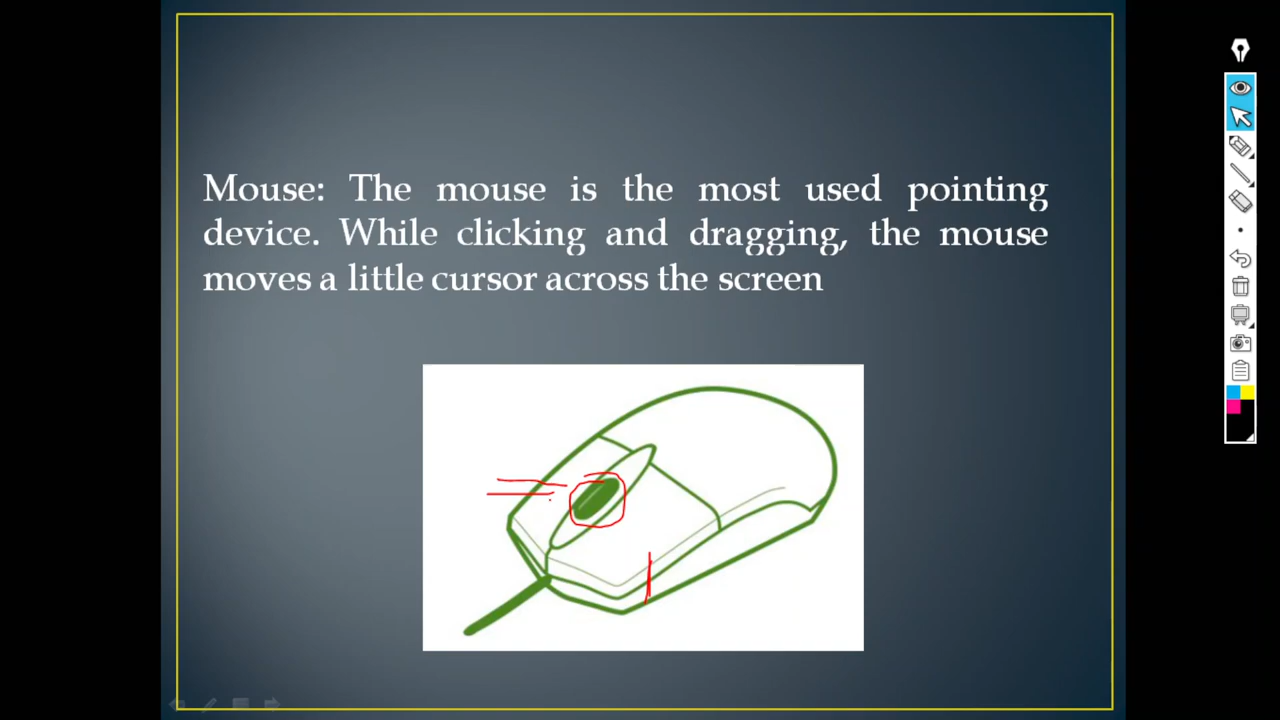 Mouse: The mouse is the most used pointing
device. While clicking and dragging, the mouse
moves a little cursor across the screen